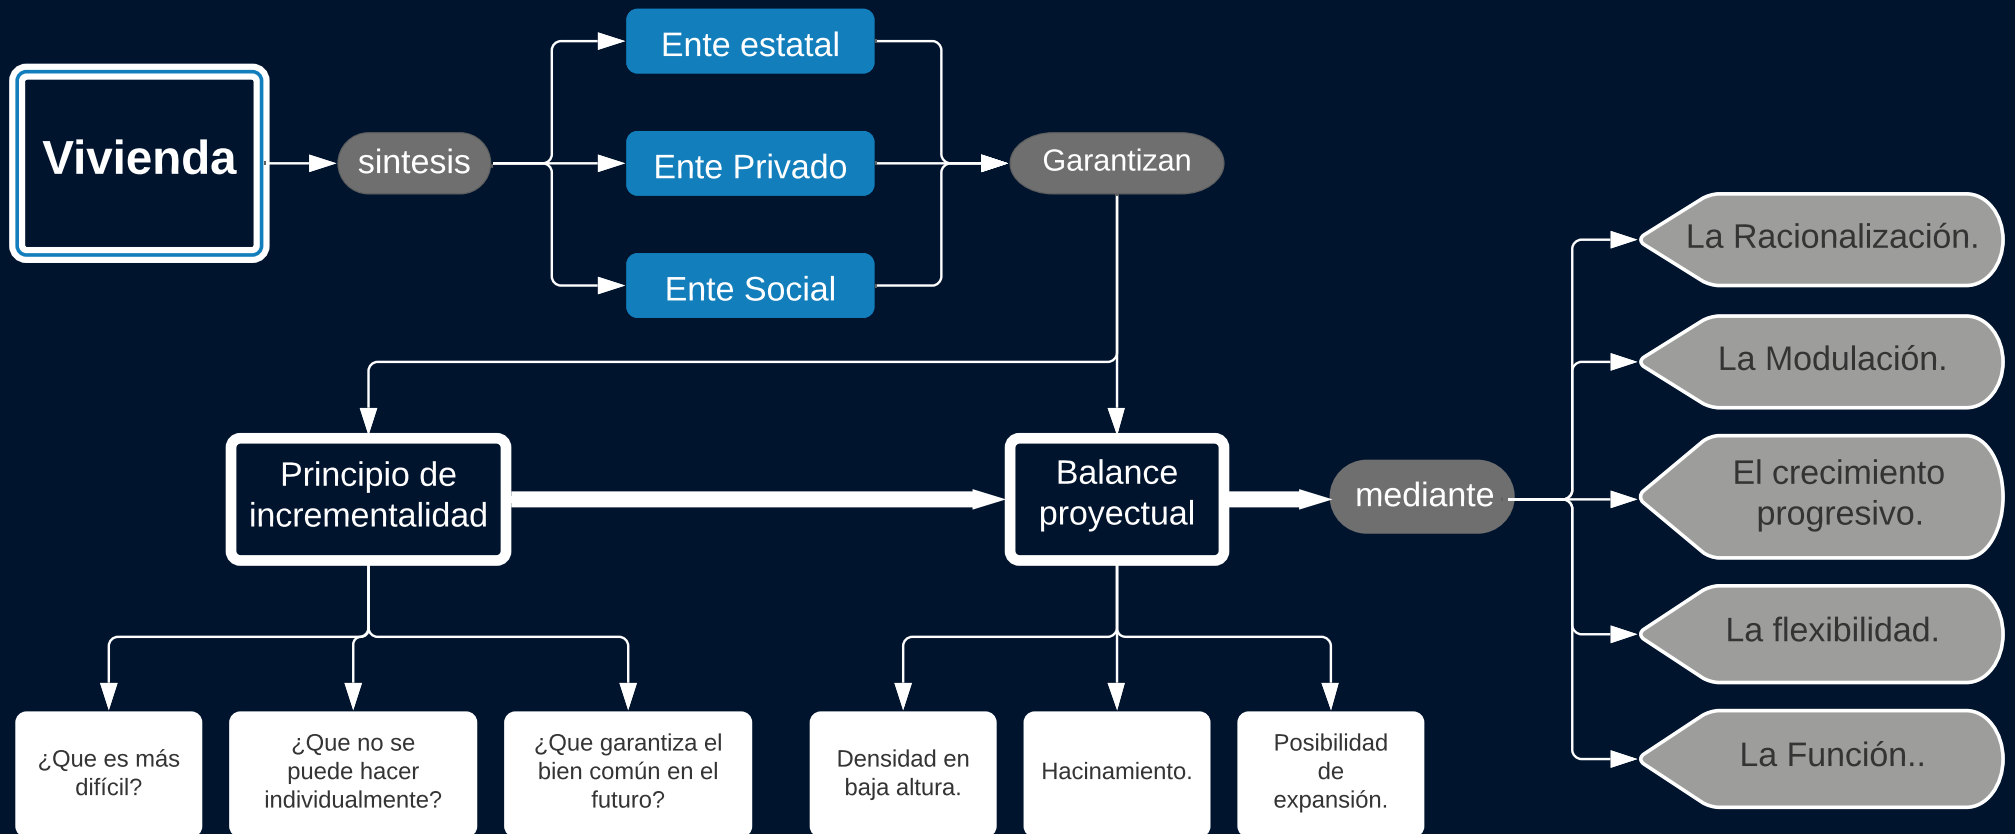 Vivienda
sintesis
Ente estatal
Ente Privado
Ente Social
Garantizan
Principio de
incrementalidad
Balance
proyectual
mediante
La Racionalización.
La Modulación.
El crecimiento
progresivo.
La flexibilidad.
La Función..
¿Que es más
difícil?
¿Que no se
puede hacer
individualmente?
¿Que garantiza el
bien común en el
futuro?
Densidad en
baja altura.
Hacinamiento.
Posibilidad
de
expansión.